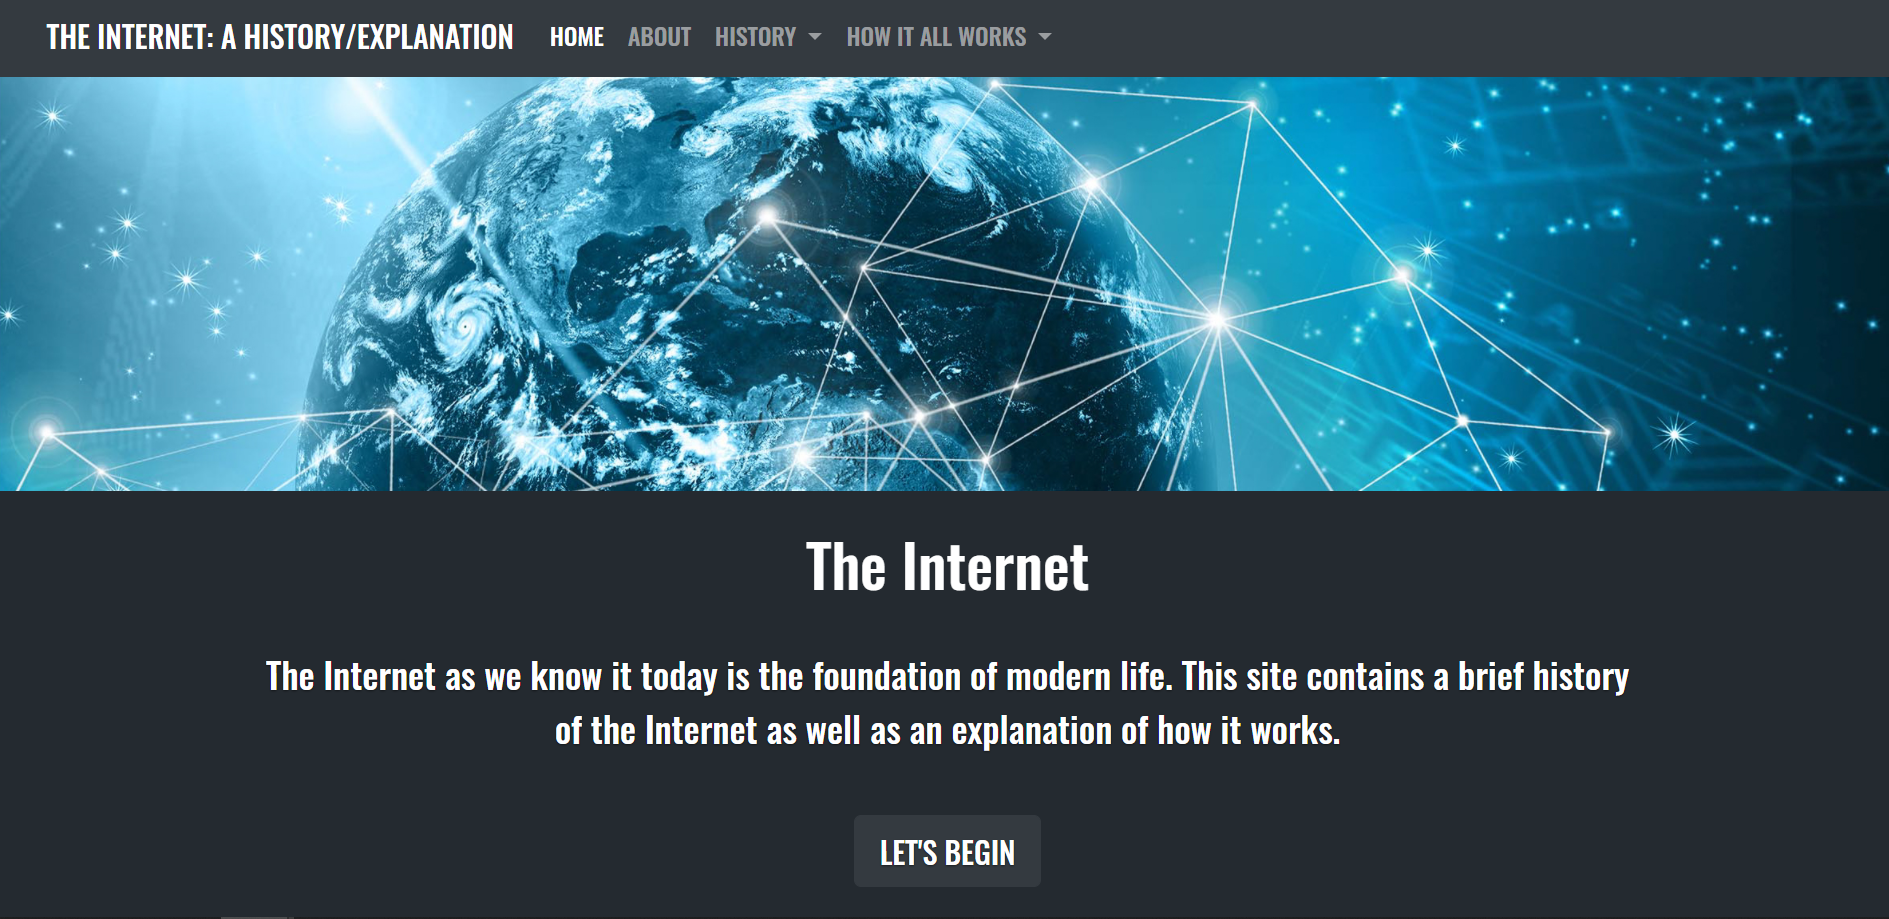 THE INTERNET: A HISTORY/EXPLANATION HOME ABOUT HISTORY HOW IT ALL WORKS
The Internet
The Internet as we know it today is the foundation of modern life. This site contains a brief history
of the Internet as well as an explanation of how it works.
LET'S BEGIN